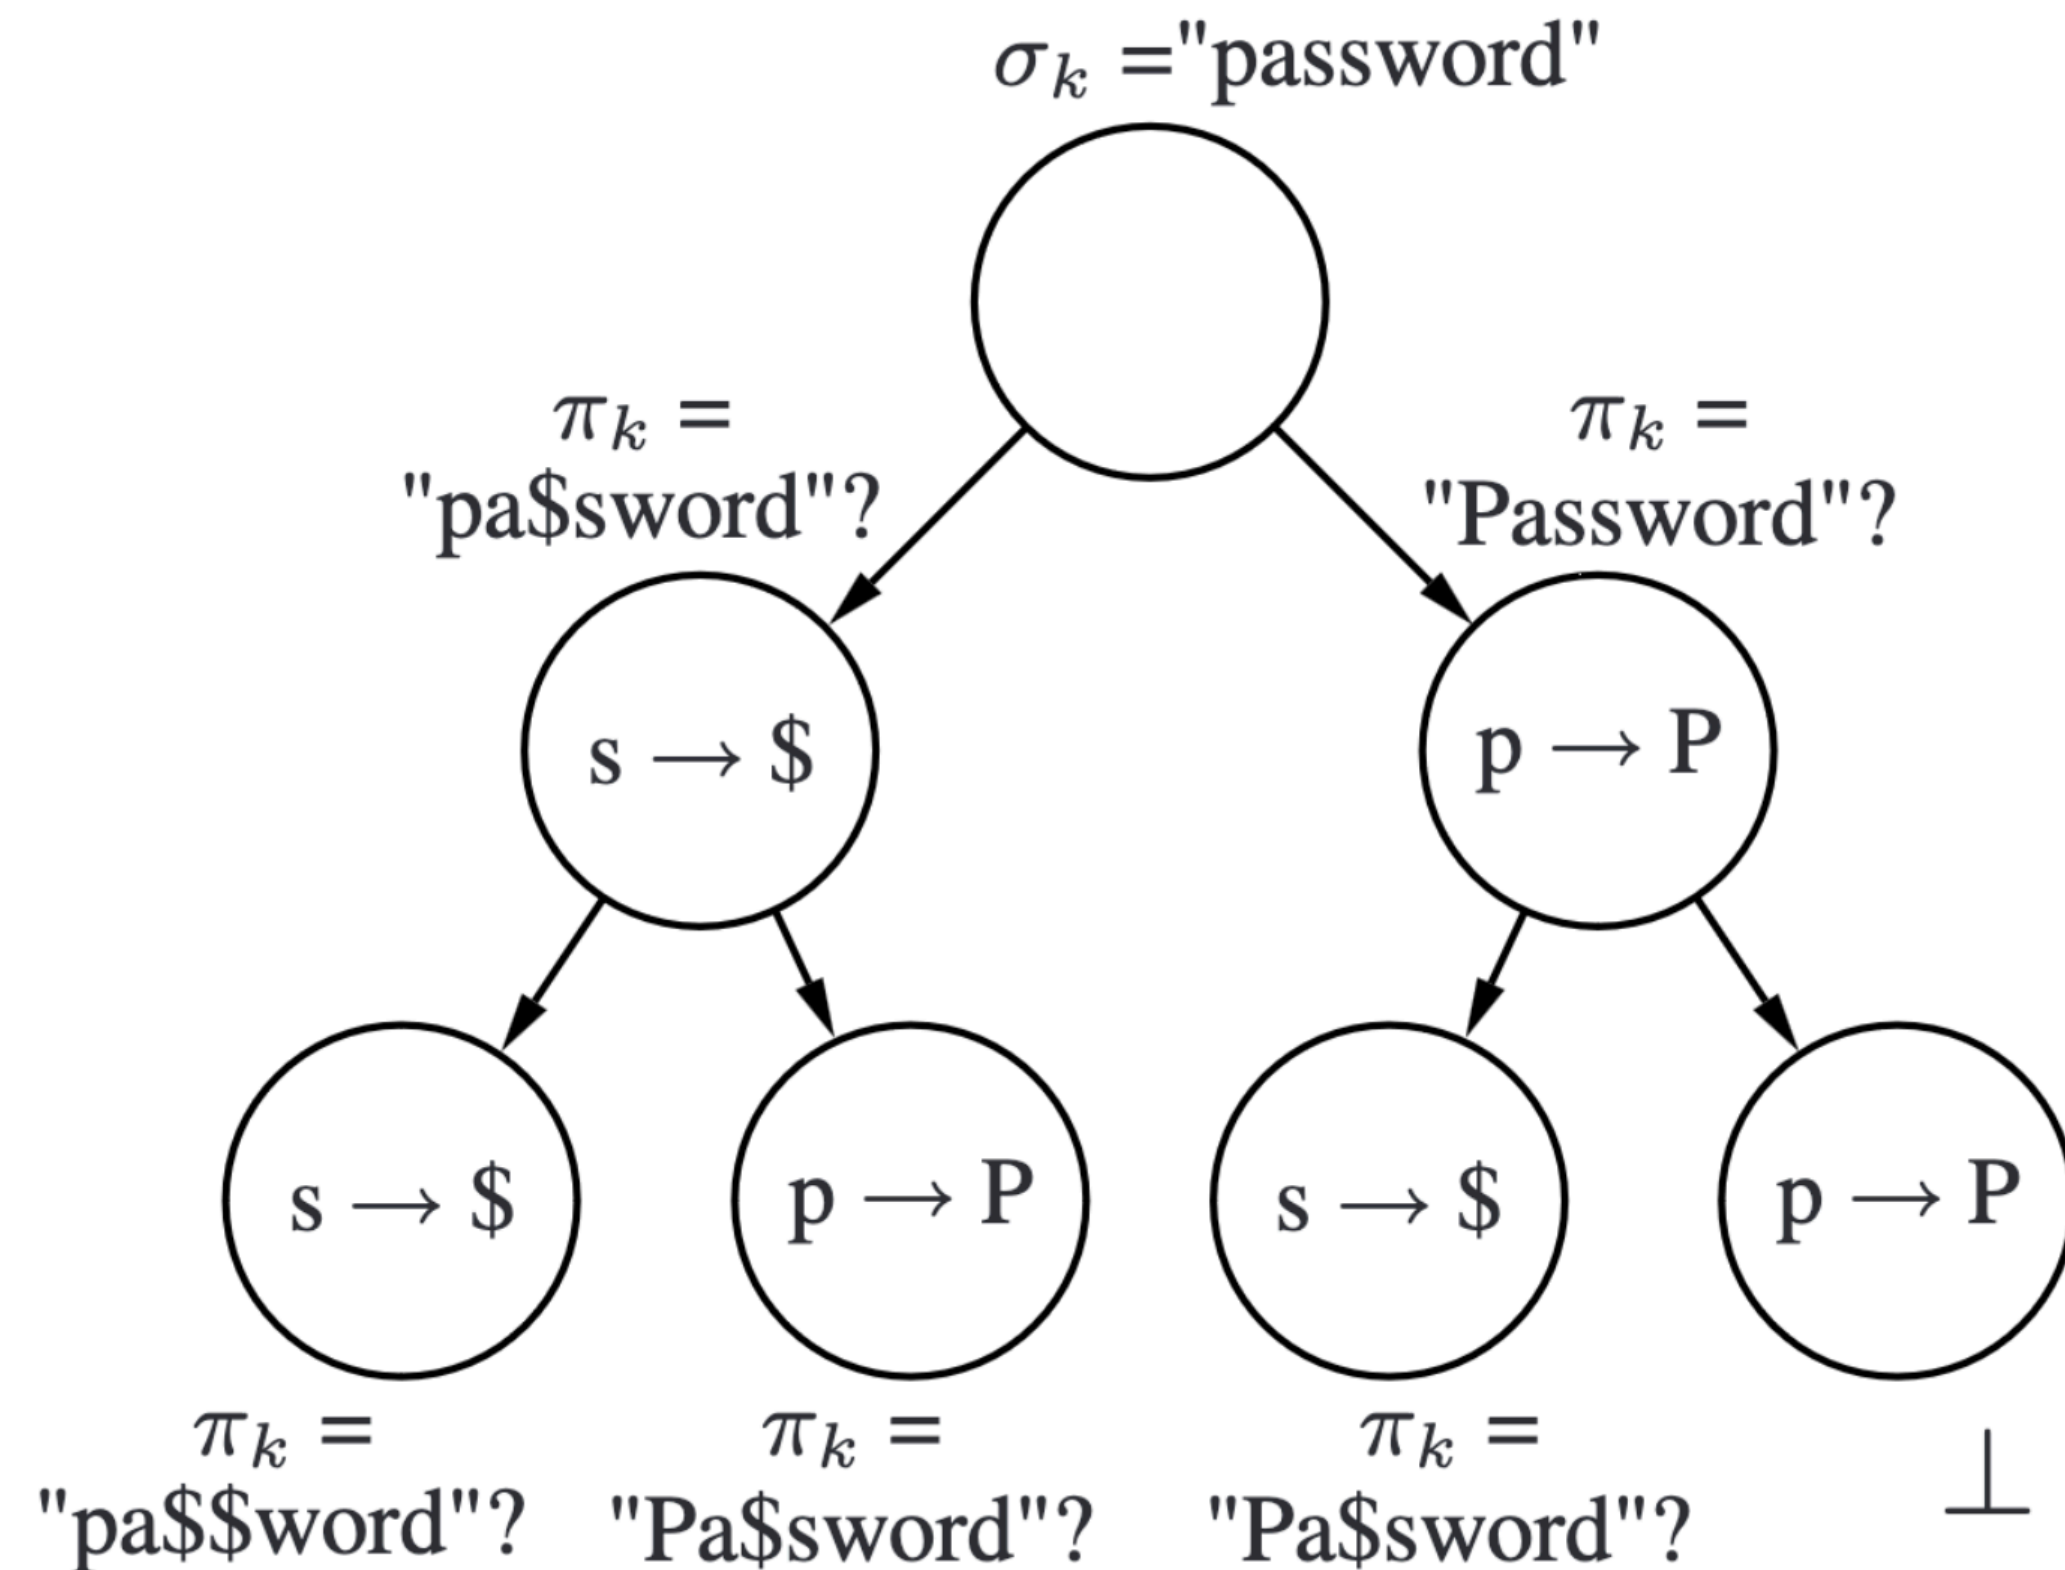 σk ="password"
πk =
"pa$sword"?
πk =
"Password"?
s → $
p → P
s → $
p → P
s → $
p → P
πk =
"pa$$word"?
πk =
"Pa$sword"?
πk =
"Pa$sword"?
⊥